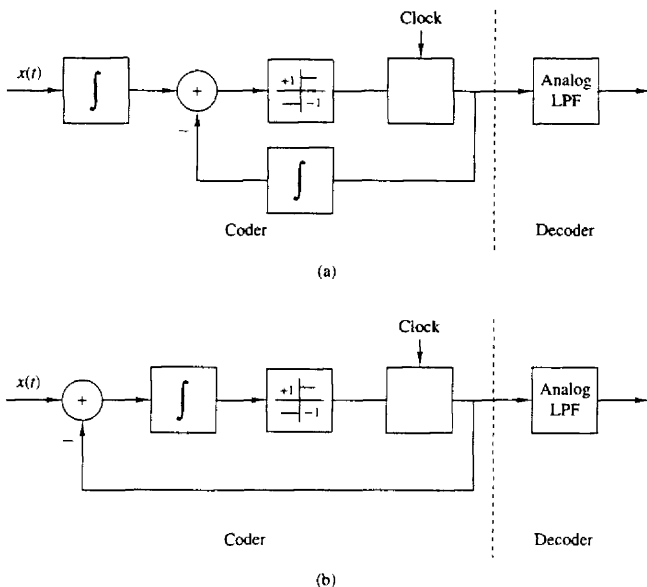 Clock
x(t)
∫
+
+1
−1
Analog
LPF
−
∫
Coder
Decoder
(a)
Clock
x(t)
+
∫
+1
−1
Analog
LPF
−
Coder
Decoder
(b)